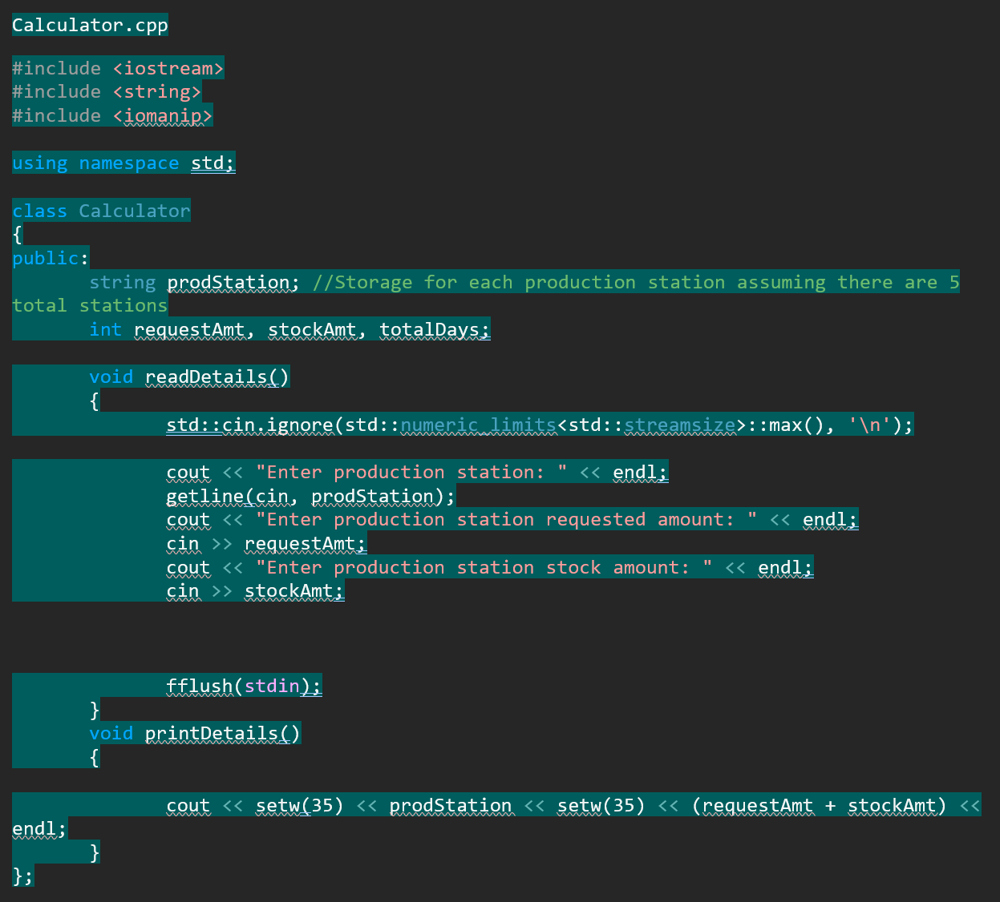 Calculator.cpp
#include <iostream>
#include <string>
#include <iomanip>
using namespace std;
class Calculator
{
public:
string prodStation; //Storage for each production station assuming there are 5
total stations
int requestAmt, stockAmt, totalDays;
void readDetails()
{
std::cin.ignore(std::numeric_limits<std::streamsize>::max(), '\n');
cout << "Enter production station: " << endl;
getline(cin, prodStation);
cout << "Enter production station requested amount: " << endl;
cin >> requestAmt;
cout << "Enter production station stock amount: " << endl;
cin >> stockAmt;
fflush(stdin);
}
void printDetails()
{
cout << setw(35) << prodStation << setw(35) << (requestAmt + stockAmt) <<
endl;
}
};